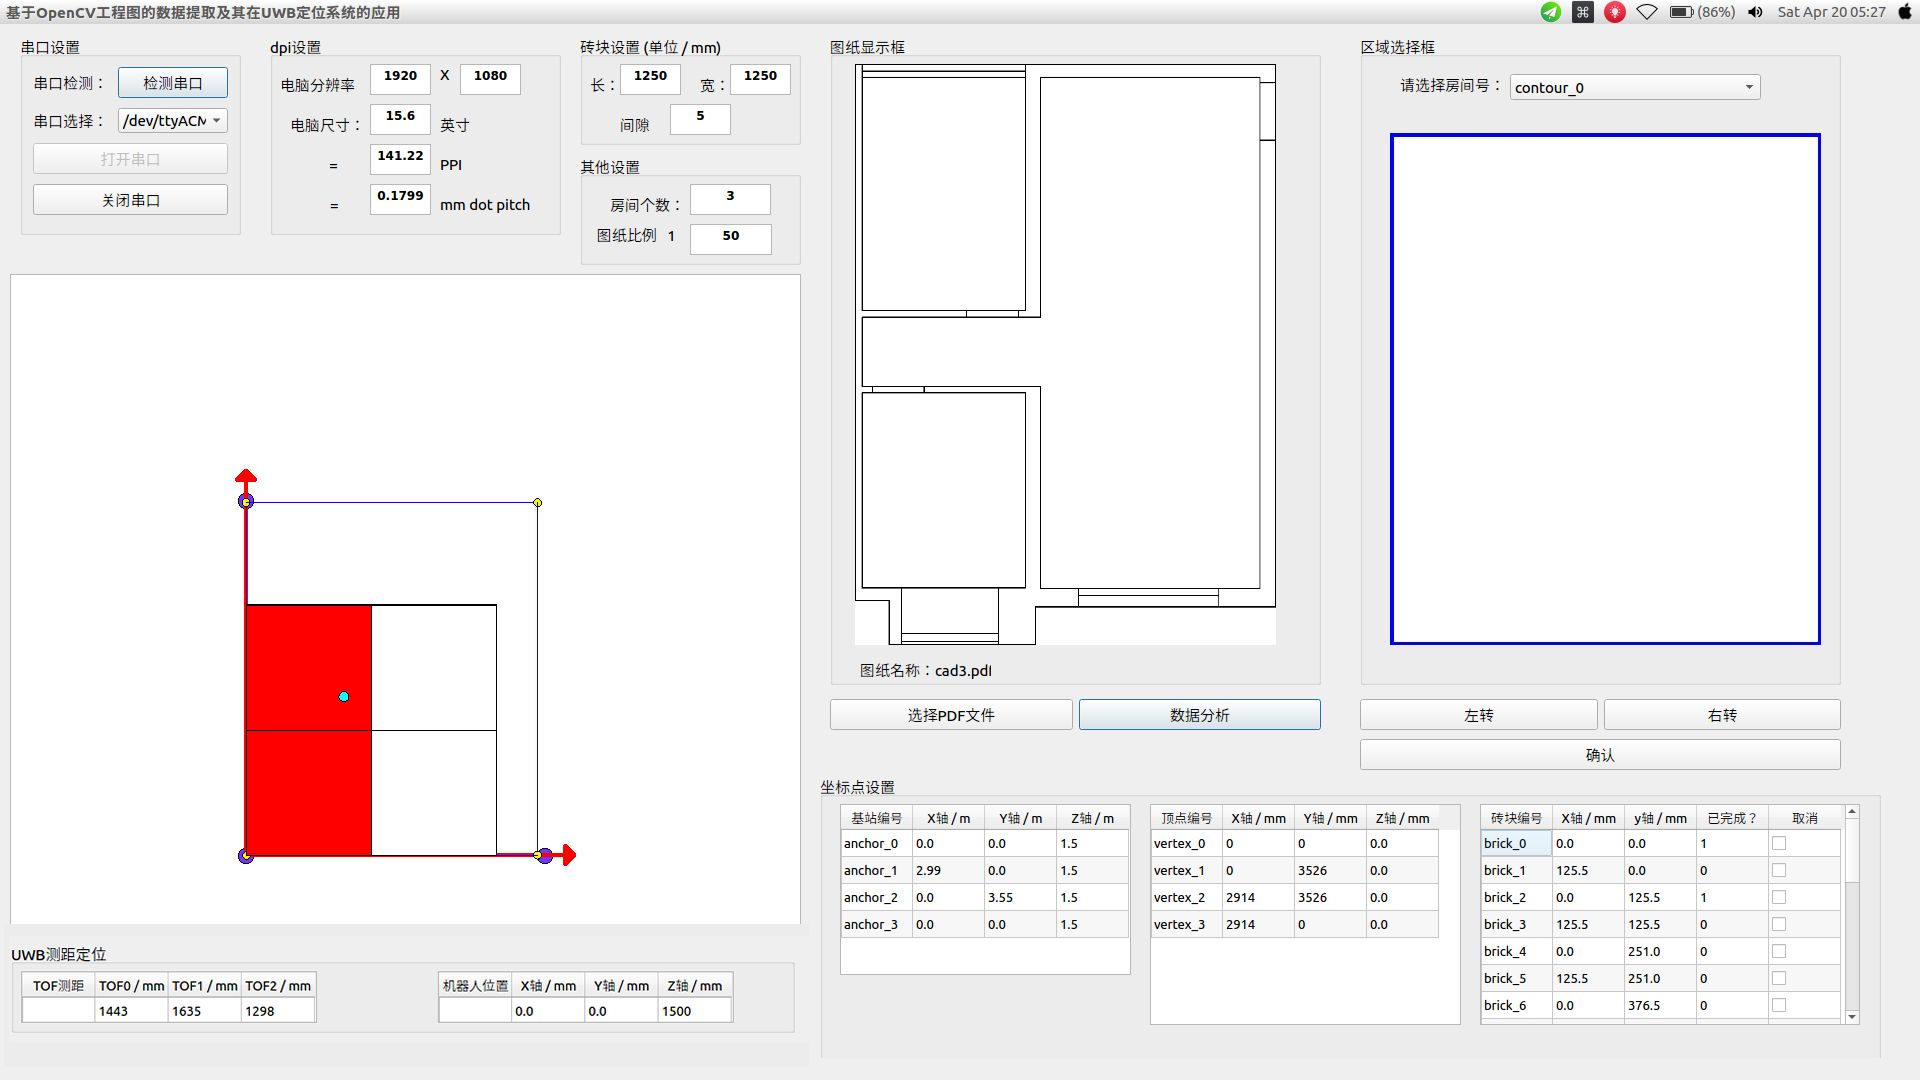 基于OpenCV工程图的数据提取及其在UWB定位系统的应用
(86%) Sat Apr 20 05:27
串口设置
串口检测： 检测串口
串口选择： /dev/ttyACM
打开串口
关闭串口
dpi设置
电脑分辨率 1920 X 1080
电脑尺寸： 15.6 英寸
= 141.22 PPI
= 0.1799 mm dot pitch
砖块设置 (单位 / mm)
长： 1250 宽： 1250
间隙 5
其他设置
房间个数： 3
图纸比例 1 50
图纸显示框
图纸名称：cad3.pdf
选择PDF文件 数据分析
区域选择框
请选择房间号： contour_0
左转 右转
确认
坐标点设置
基站编号 X轴 / m Y轴 / m Z轴 / m
anchor_0 0.0 0.0 1.5
anchor_1 2.99 0.0 1.5
anchor_2 0.0 3.55 1.5
anchor_3 0.0 0.0 1.5
顶点编号 X轴 / mm Y轴 / mm Z轴 / mm
vertex_0 0 0 0.0
vertex_1 0 3526 0.0
vertex_2 2914 3526 0.0
vertex_3 2914 0 0.0
砖块编号 X轴 / mm y轴 / mm 已完成？ 取消
brick_0 0.0 0.0 1
brick_1 125.5 0.0 0
brick_2 0.0 125.5 1
brick_3 125.5 125.5 0
brick_4 0.0 251.0 0
brick_5 125.5 251.0 0
brick_6 0.0 376.5 0
UWB测距定位
TOF测距 TOF0 / mm TOF1 / mm TOF2 / mm
1443 1635 1298
机器人位置 X轴 / mm Y轴 / mm Z轴 / mm
0.0 0.0 1500